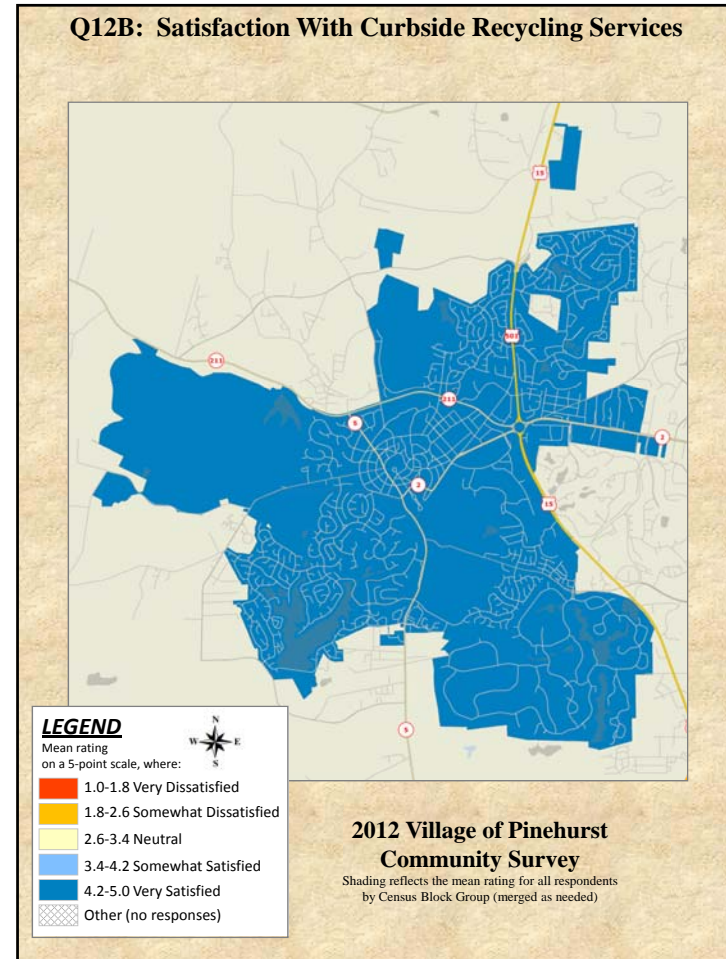 Q12B: Satisfaction With Curbside Recycling Services
15
501
211
211
5
2
2
15
5
LEGEND
N
W E
S
Mean rating
on a 5-point scale, where:
1.0-1.8 Very Dissatisfied
1.8-2.6 Somewhat Dissatisfied
2.6-3.4 Neutral
3.4-4.2 Somewhat Satisfied
4.2-5.0 Very Satisfied
Other (no responses)
2012 Village of Pinehurst
Community Survey
Shading reflects the mean rating for all respondents
by Census Block Group (merged as needed)